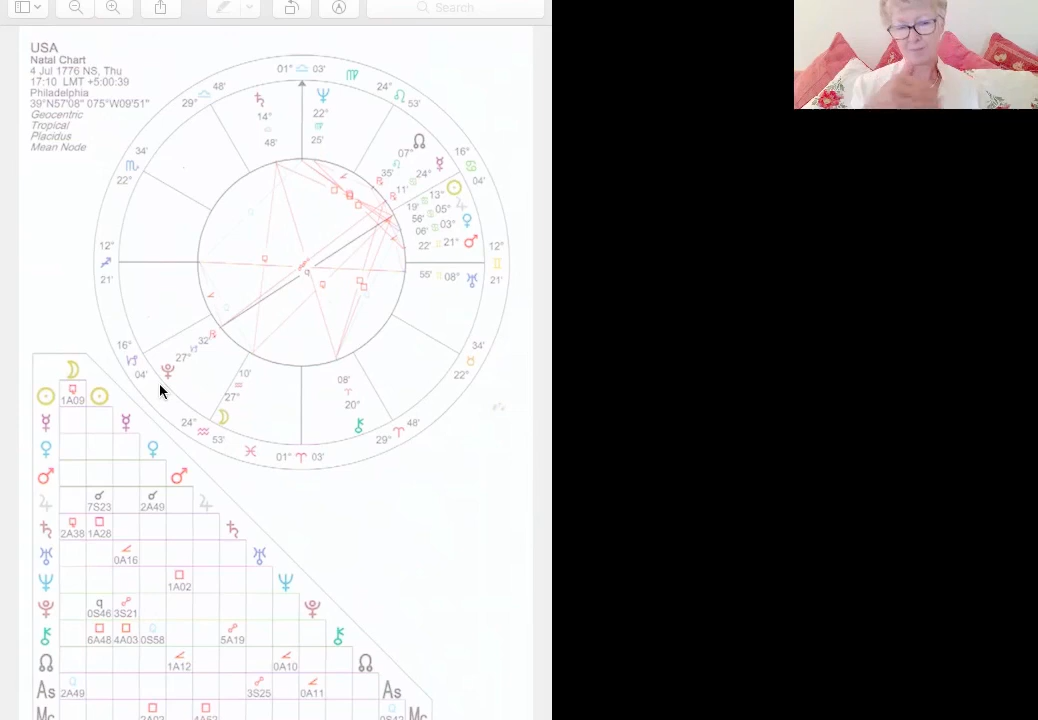 Search
USA
Natal Chart
4 Jul 1776 NS, Thu
17:10 LMT +5:00:39
Philadelphia
39°N57'08" 075°W09'51"
Geocentric
Tropical
Placidus
Mean Node
01° ♎ 03'
♍
24° ♌ 53'
16° ♋ 04'
12° ♊ 21'
34' ♉ 22°
29° ♈ 48'
01° ♈ 03'
♓
24° ♒ 53'
16° ♑ 04'
12° ♐ 21'
34' ♏ 22°
29° ♎ 48'
♄ 14° ♎ 48'
♆ 22° ♍ 25'
☊ 07° ♌ 35' ℞
☿ 24° ♋ 11' ℞
☉ 13° ♋ 19'
♃ 05° ♋ 56'
♀ 03° ♋ 06'
♂ 21° ♊ 22'
♅ 08° ♊ 55'
⚷ 20° ♈ 08'
☽ 27° ♒ 10'
♇ 27° ♑ 32' ℞
q
☽
☉ 1A09 ☉
☿ ☿
♀ ♀
♂ ♂
♃ 7S23 2A49 ♃
♄ 2A38 1A28 ♄
♅ 0A16 ♅
♆ 1A02 ♆
♇ q 0S46 3S21 ♇
⚷ 6A48 4A03 0S58 5A19 ⚷
☊ 1A12 0A10 ☊
As 2A49 3S25 0A11 As
Mc Mc